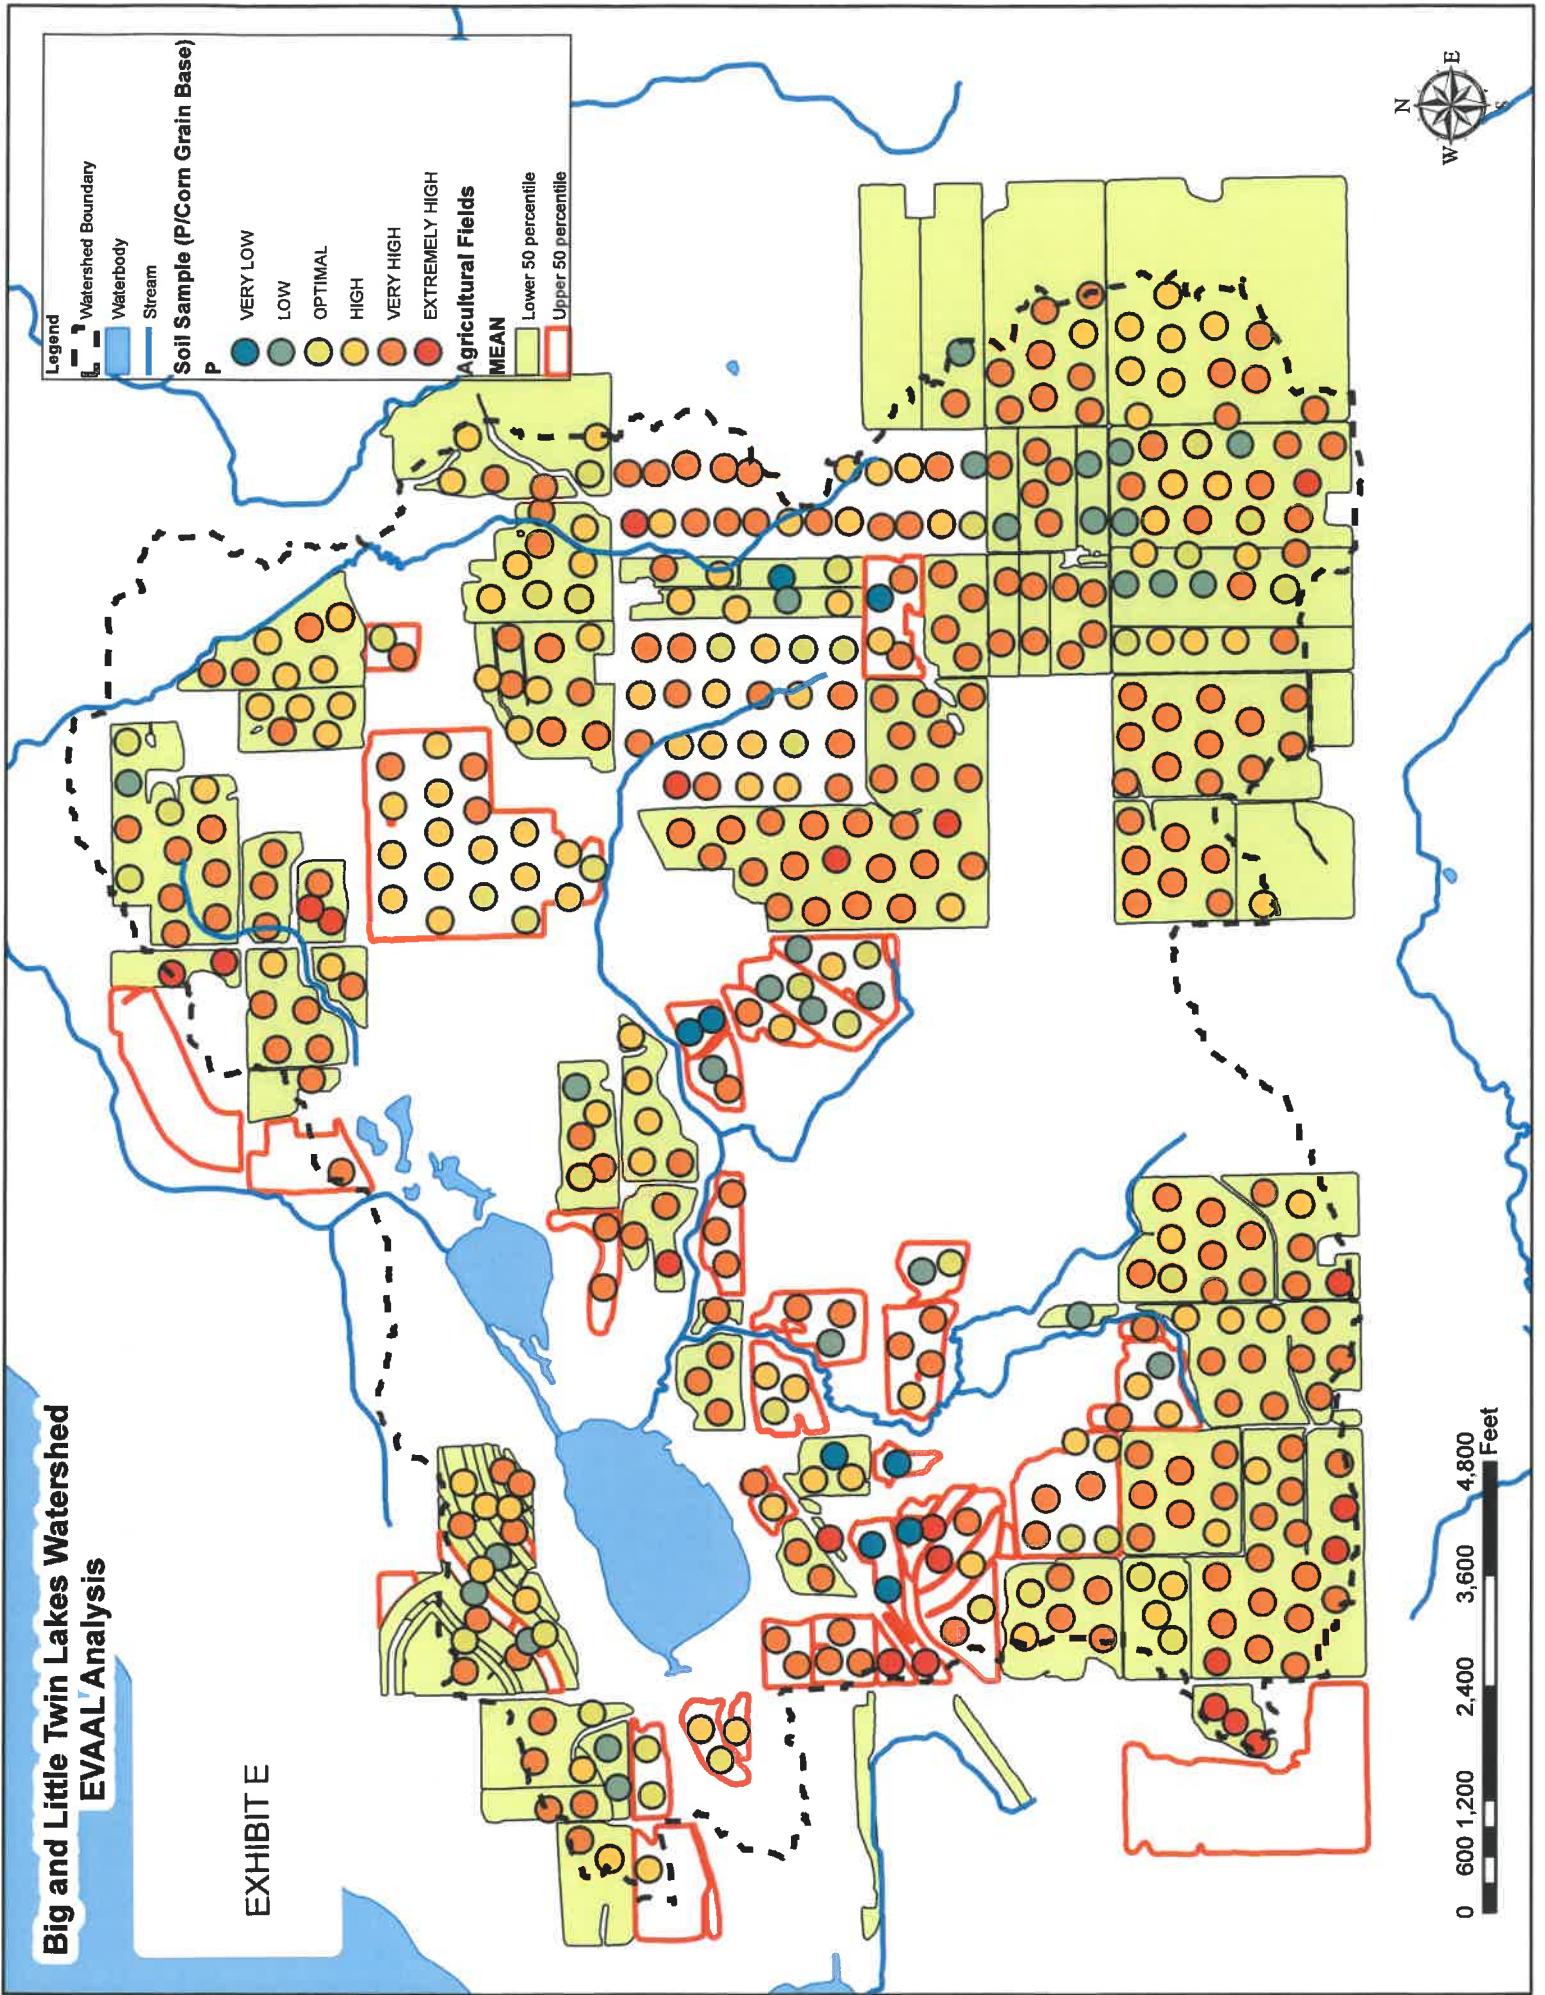 Big and Little Twin Lakes Watershed
EVAAL Analysis
EXHIBIT E
Legend
Watershed Boundary
Waterbody
Stream
Soil Sample (P/Corn Grain Base)
P
VERY LOW
LOW
OPTIMAL
HIGH
VERY HIGH
EXTREMELY HIGH
Agricultural Fields
MEAN
Lower 50 percentile
Upper 50 percentile
N
W E
S
0 600 1,200 2,400 3,600 4,800
Feet